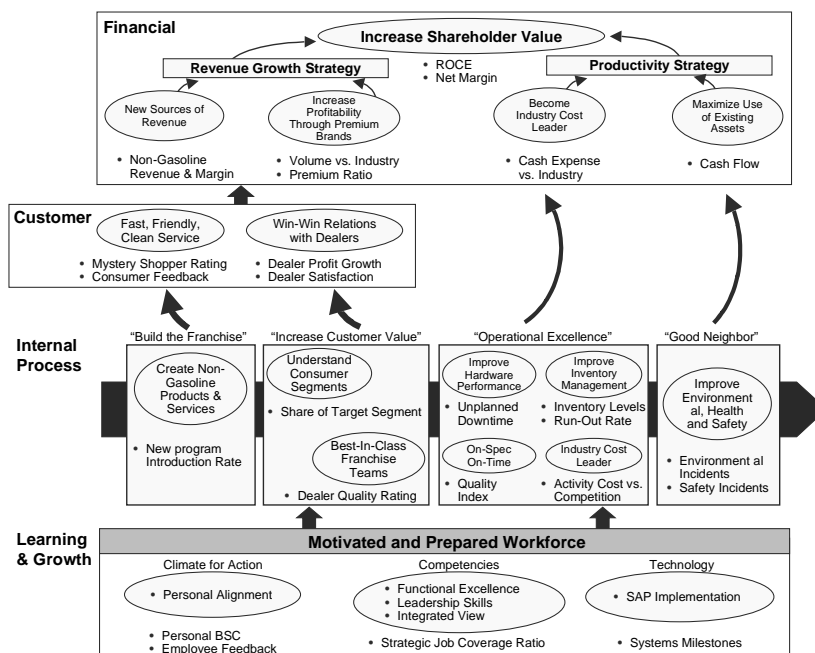 Financial
Increase Shareholder Value
Revenue Growth Strategy
• ROCE
• Net Margin
Productivity Strategy
New Sources of
Revenue
Increase
Profitability
Through Premium
Brands
Become
Industry Cost
Leader
Maximize Use
of Existing
Assets
• Non-Gasoline
Revenue & Margin
• Volume vs. Industry
• Premium Ratio
• Cash Expense
vs. Industry
• Cash Flow
Customer
Fast, Friendly,
Clean Service
Win-Win Relations
with Dealers
• Mystery Shopper Rating
• Consumer Feedback
• Dealer Profit Growth
• Dealer Satisfaction
Internal
Process
“Build the Franchise”
“Increase Customer Value”
“Operational Excellence”
“Good Neighbor”
Create Non-
Gasoline
Products &
Services
• New program
Introduction Rate
Understand
Consumer
Segments
• Share of Target Segment
Best-In-Class
Franchise
Teams
• Dealer Quality Rating
Improve
Hardware
Performance
• Unplanned
Downtime
Improve
Inventory
Management
• Inventory Levels
• Run-Out Rate
On-Spec
On-Time
• Quality
Index
Industry Cost
Leader
• Activity Cost vs.
Competition
Improve
Environment
al, Health
and Safety
• Environment al
Incidents
• Safety Incidents
Learning
& Growth
Motivated and Prepared Workforce
Climate for Action
• Personal Alignment
• Personal BSC
• Employee Feedback
Competencies
• Functional Excellence
• Leadership Skills
• Integrated View
• Strategic Job Coverage Ratio
Technology
• SAP Implementation
• Systems Milestones